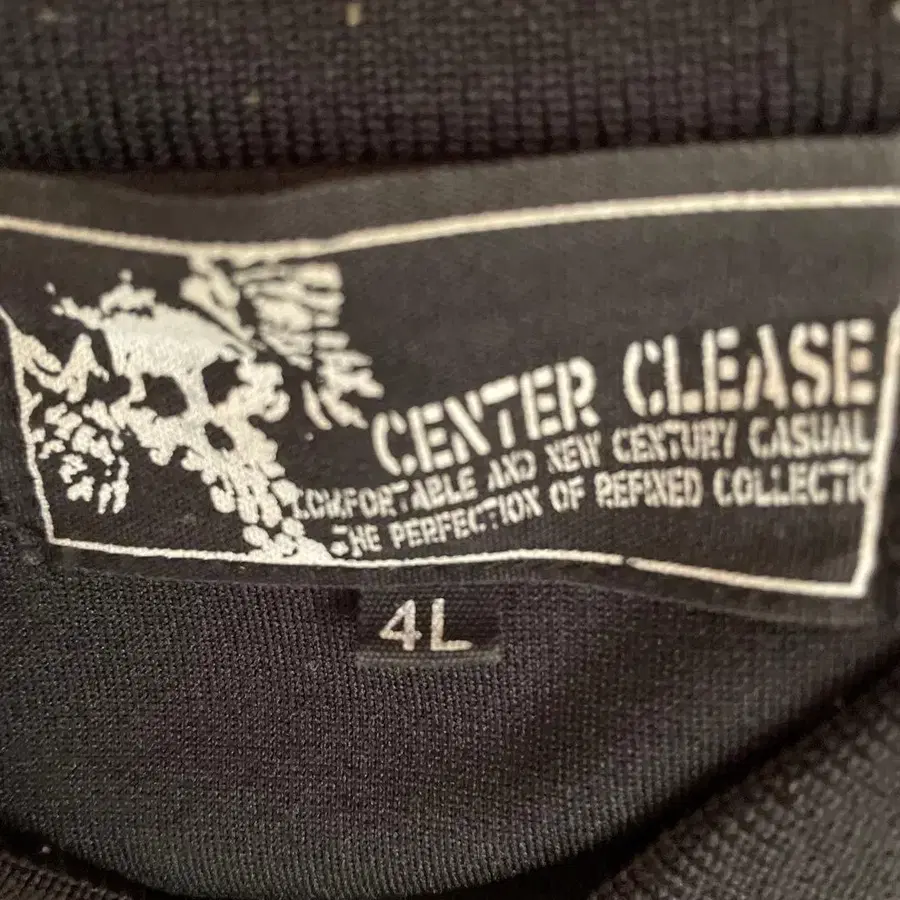 CENTER CLEASE
COMFORTABLE AND NEW CENTURY CASUAL
THE PERFECTION OF REFINED COLLECTIO
4L